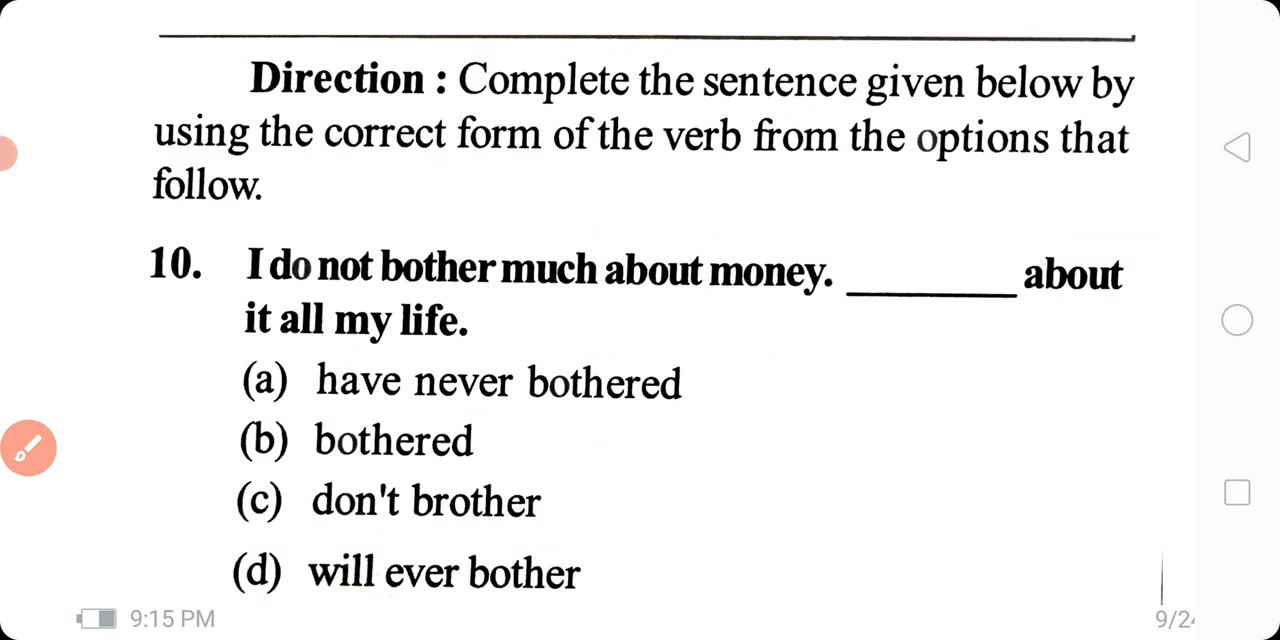 Direction : Complete the sentence given below by
using the correct form of the verb from the options that
follow.
10. I do not bother much about money. ________ about
it all my life.
(a) have never bothered
(b) bothered
(c) don't brother
(d) will ever bother
9:15 PM